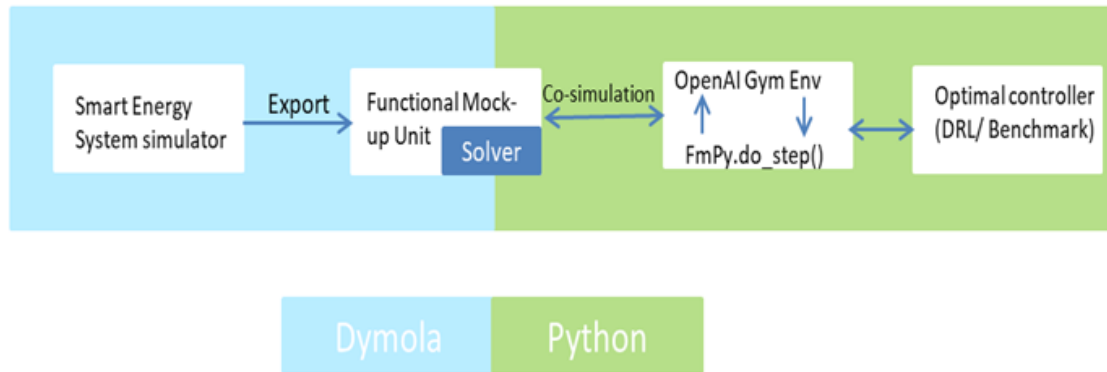 Smart Energy
System simulator
Export
Functional Mock-
up Unit
Solver
Co-simulation
OpenAI Gym Env
FmPy.do_step()
Optimal controller
(DRL/ Benchmark)
Dymola
Python